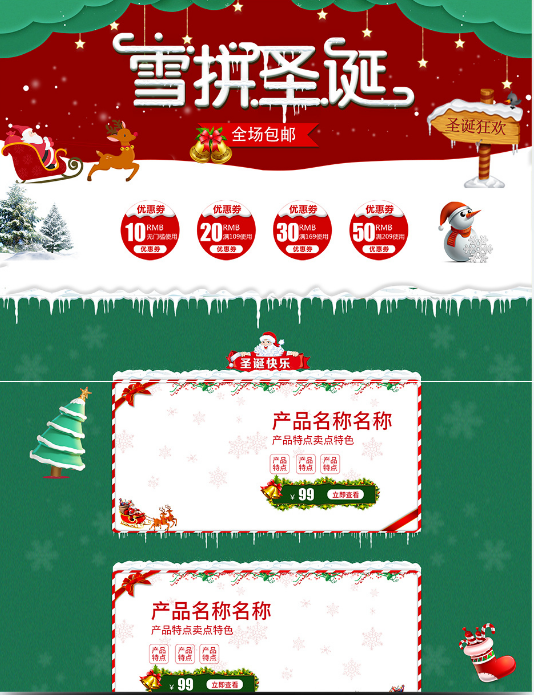 雪拼圣诞
全场包邮
圣诞狂欢
优惠券
10 RMB
无门槛使用
优惠券
优惠券
20 RMB
满109使用
优惠券
优惠券
30 RMB
满169使用
优惠券
优惠券
50 RMB
满209使用
优惠券
圣诞快乐
产品名称名称
产品特点卖点特色
产品特点 产品特点 产品特点
¥ 99 立即查看
产品名称名称
产品特点卖点特色
产品特点 产品特点 产品特点
¥ 99 立即查看